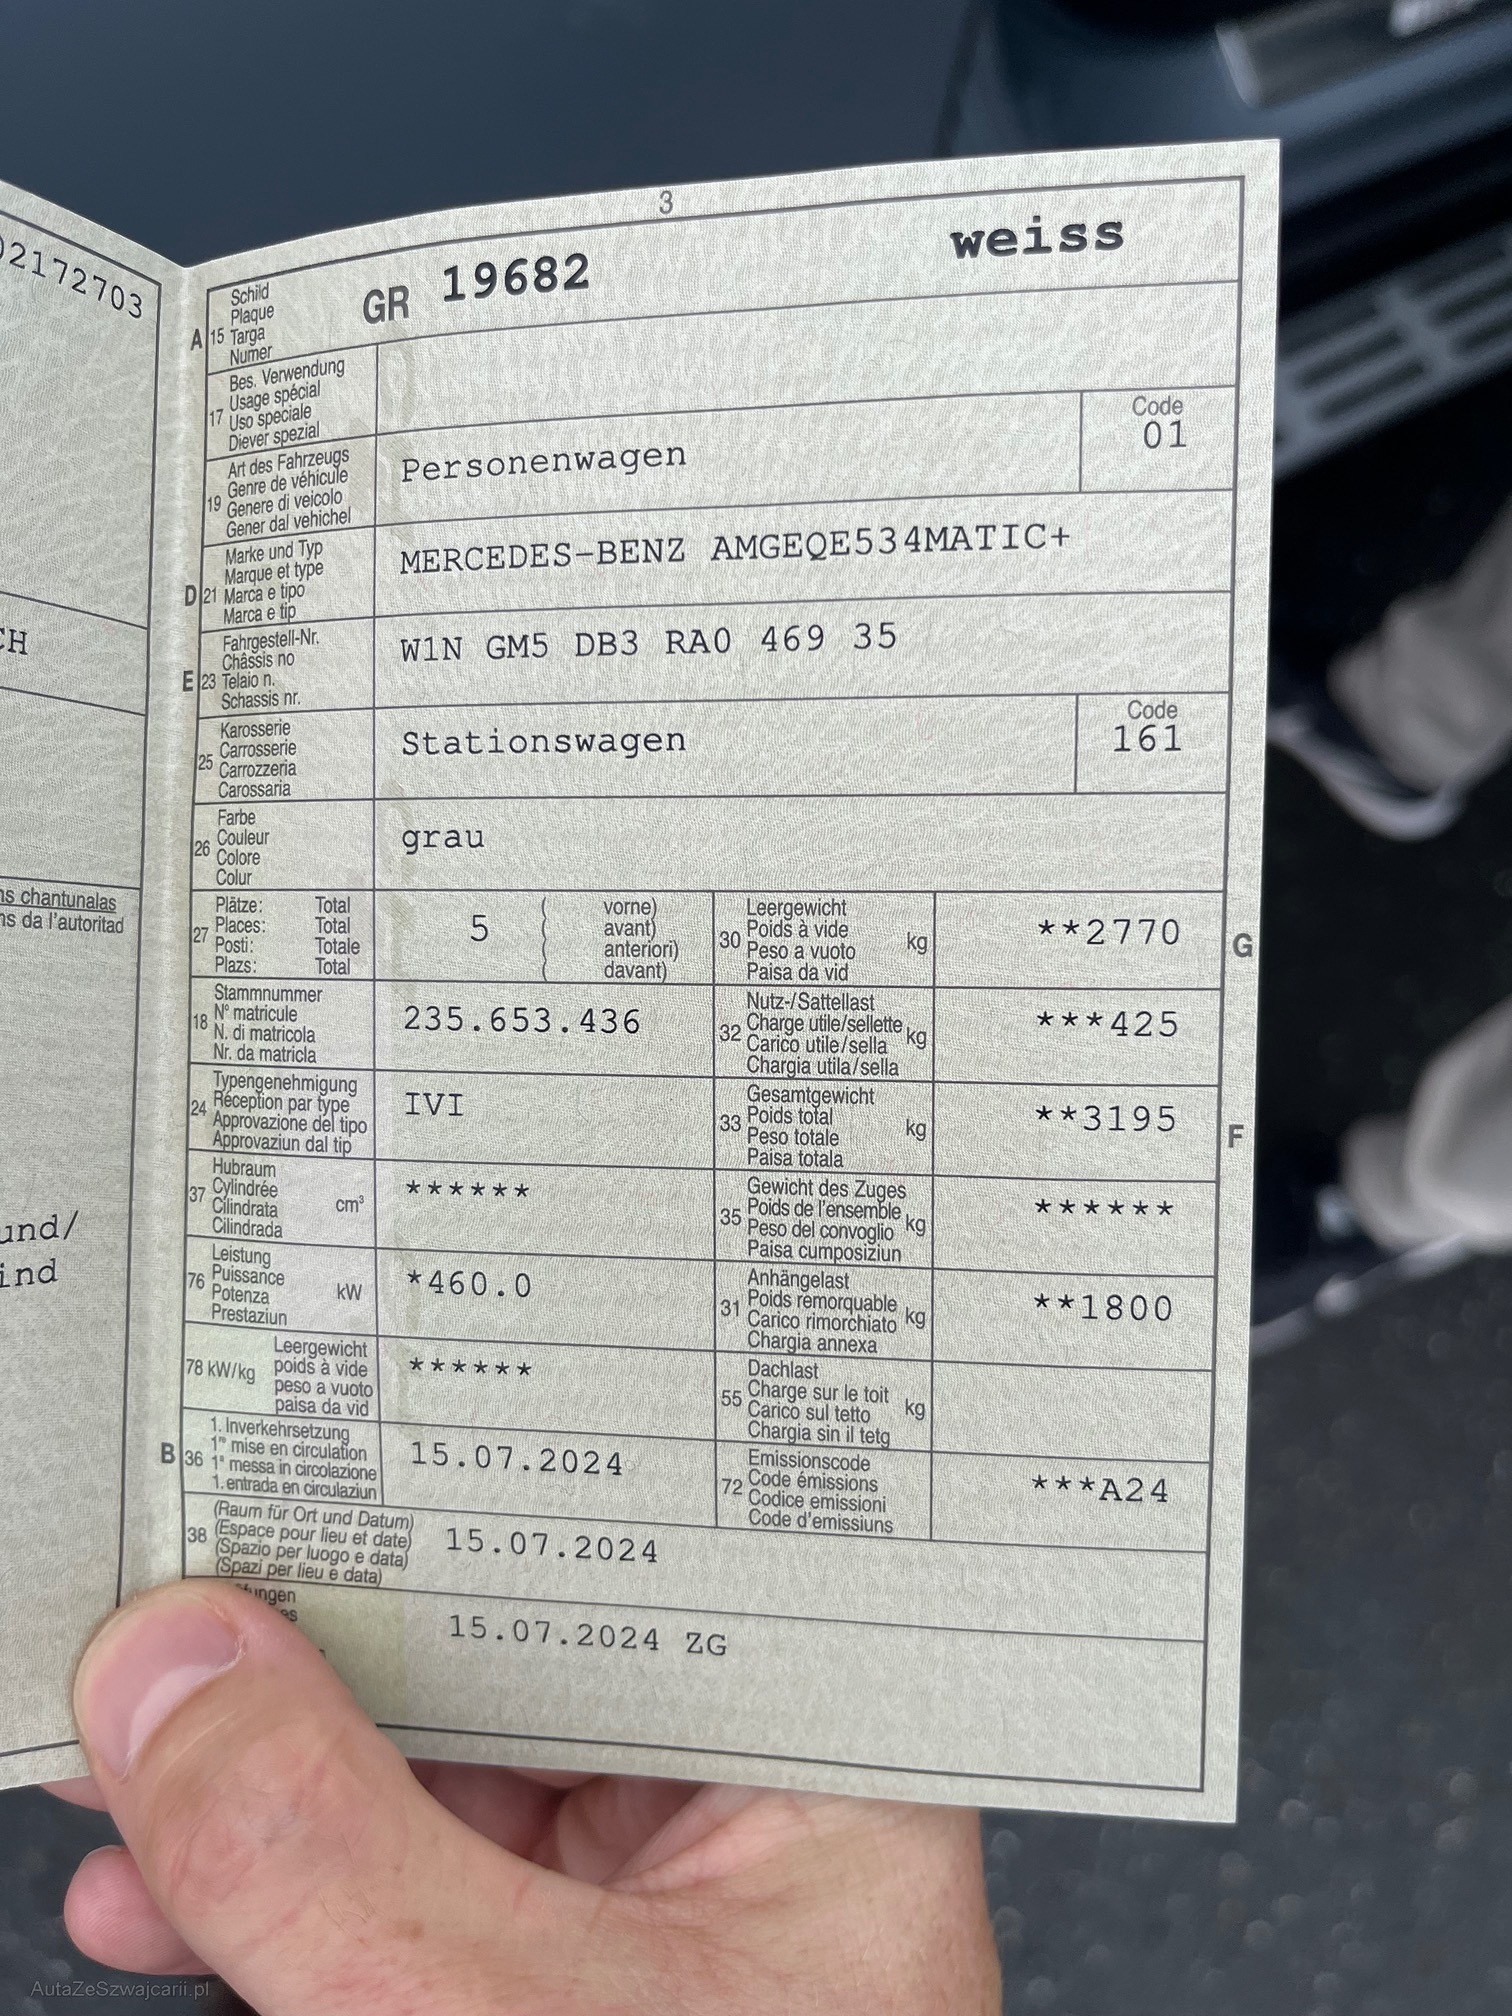 02172703
CH
ns chantunalas
ns da l'autoritad
und/
ind
3
A 15 Schild
Plaque
Targa
Numer
GR 19682 weiss
17 Bes. Verwendung
Usage spécial
Uso speciale
Diever spezial
19 Art des Fahrzeugs
Genre de véhicule
Genere di veicolo
Gener dal vehichel
Personenwagen
Code
01
D 21 Marke und Typ
Marque et type
Marca e tipo
Marca e tip
MERCEDES-BENZ AMGEQE534MATIC+
E 23 Fahrgestell-Nr.
Châssis no
Telaio n.
Schassis nr.
W1N GM5 DB3 RA0 469 35
25 Karosserie
Carrosserie
Carrozzeria
Carossaria
Stationswagen
Code
161
26 Farbe
Couleur
Colore
Colur
grau
27 Plätze: Total
Places: Total
Posti: Totale
Plazs: Total
5
( vorne)
( avant)
( anteriori)
( davant)
30 Leergewicht
Poids à vide
Peso a vuoto
Paisa da vid
kg
**2770
G
18 Stammnummer
N° matricule
N. di matricola
Nr. da matricla
235.653.436
32 Nutz-/Sattellast
Charge utile/sellette
Carico utile/sella
Chargia utila/sella
kg
***425
24 Typengenehmigung
Réception par type
Approvazione del tipo
Approvaziun dal tip
IVI
33 Gesamtgewicht
Poids total
Peso totale
Paisa totala
kg
**3195
F
37 Hubraum
Cylindrée
Cilindrata
Cilindrada
cm³
******
35 Gewicht des Zuges
Poids de l'ensemble
Peso del convoglio
Paisa cumposiziun
kg
******
76 Leistung
Puissance
Potenza
Prestaziun
kW
*460.0
31 Anhängelast
Poids remorquable
Carico rimorchiato
Chargia annexa
kg
**1800
78 kW/kg
Leergewicht
poids à vide
peso a vuoto
paisa da vid
******
55 Dachlast
Charge sur le toit
Carico sul tetto
Chargia sin il tetg
kg
B 36 1. Inverkehrsetzung
1re mise en circulation
1a messa in circolazione
1. entrada en circulaziun
15.07.2024
72 Emissionscode
Code émissions
Codice emissioni
Code d'emissiuns
***A24
38 (Raum für Ort und Datum)
(Espace pour lieu et date)
(Spazio per luogo e data)
(Spazi per lieu e data)
15.07.2024
ungen
es
15.07.2024 ZG
AutaZeSzwajcarii.pl